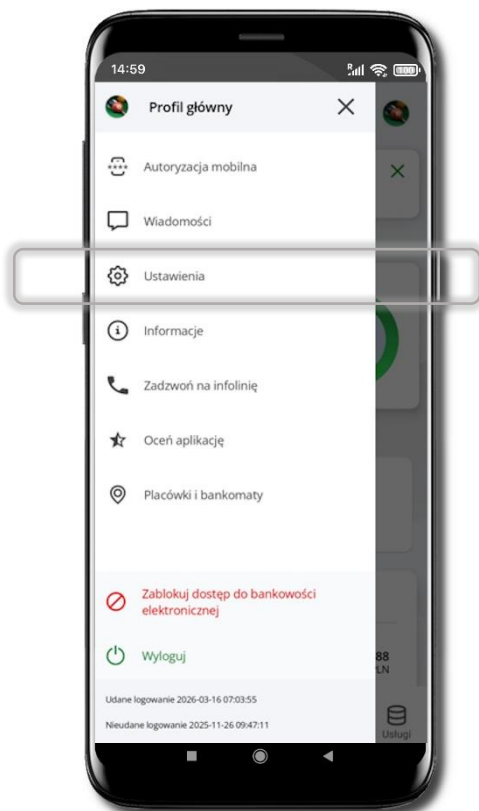 14:59
Profil główny
Autoryzacja mobilna
Wiadomości
Ustawienia
Informacje
Zadzwoń na infolinię
Oceń aplikację
Placówki i bankomaty
Zablokuj dostęp do bankowości
elektronicznej
Wyloguj
88
LN
Udane logowanie 2026-03-16 07:03:55
Nieudane logowanie 2025-11-26 09:47:11
Usługi